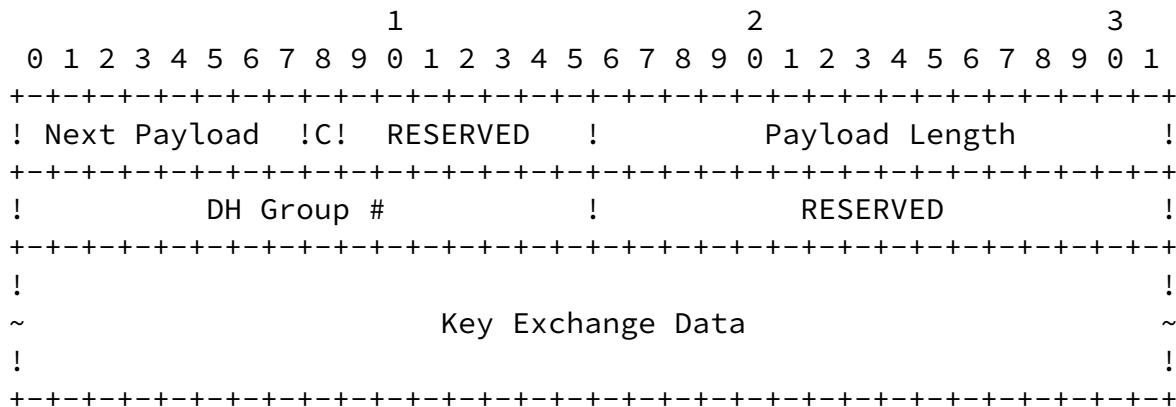 1                   2                   3
 0 1 2 3 4 5 6 7 8 9 0 1 2 3 4 5 6 7 8 9 0 1 2 3 4 5 6 7 8 9 0 1
+-+-+-+-+-+-+-+-+-+-+-+-+-+-+-+-+-+-+-+-+-+-+-+-+-+-+-+-+-+-+-+-+
! Next Payload  !C!  RESERVED   !         Payload Length        !
+-+-+-+-+-+-+-+-+-+-+-+-+-+-+-+-+-+-+-+-+-+-+-+-+-+-+-+-+-+-+-+-+
!          DH Group #           !           RESERVED            !
+-+-+-+-+-+-+-+-+-+-+-+-+-+-+-+-+-+-+-+-+-+-+-+-+-+-+-+-+-+-+-+-+
!                                                               !
~                       Key Exchange Data                       ~
!                                                               !
+-+-+-+-+-+-+-+-+-+-+-+-+-+-+-+-+-+-+-+-+-+-+-+-+-+-+-+-+-+-+-+-+